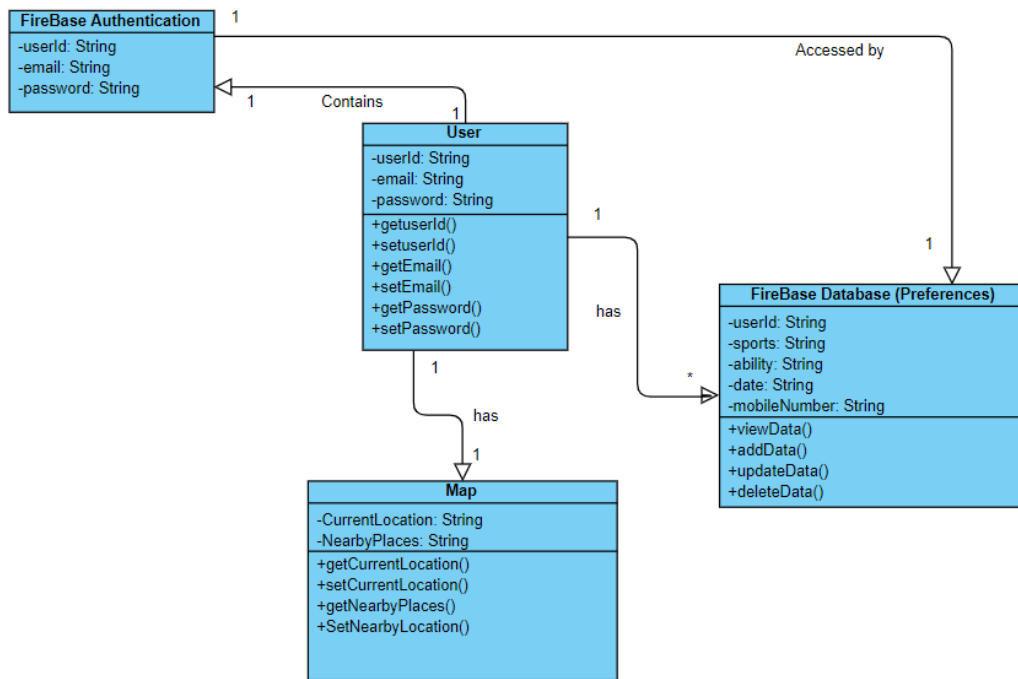 FireBase Authentication
-userId: String
-email: String
-password: String
1
Accessed by
1
1
Contains
1
User
-userId: String
-email: String
-password: String
+getuserId()
+setuserId()
+getEmail()
+setEmail()
+getPassword()
+setPassword()
1
has
*
FireBase Database (Preferences)
-userId: String
-sports: String
-ability: String
-date: String
-mobileNumber: String
+viewData()
+addData()
+updateData()
+deleteData()
1
has
1
Map
-CurrentLocation: String
-NearbyPlaces: String
+getCurrentLocation()
+setCurrentLocation()
+getNearbyPlaces()
+SetNearbyLocation()